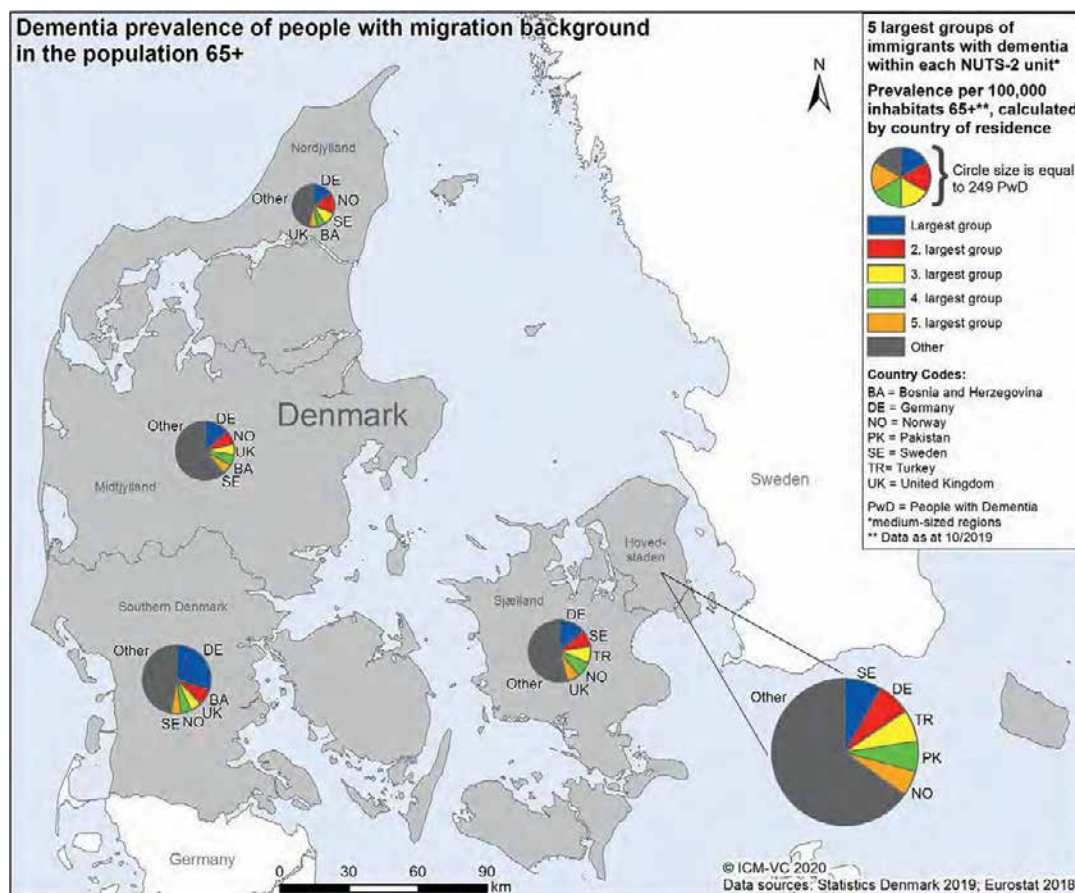 Dementia prevalence of people with migration background
in the population 65+
N
5 largest groups of
immigrants with dementia
within each NUTS-2 unit*
Prevalence per 100,000
inhabitats 65+**, calculated
by country of residence
Circle size is equal
to 249 PwD
Largest group
2. largest group
3. largest group
4. largest group
5. largest group
Other
Country Codes:
BA = Bosnia and Herzegovina
DE = Germany
NO = Norway
PK = Pakistan
SE = Sweden
TR= Turkey
UK = United Kingdom
PwD = People with Dementia
*medium-sized regions
** Data as at 10/2019
Nordjylland
Other
DE
NO
SE
BA
UK
Denmark
Other
DE
NO
UK
BA
SE
Midtjylland
Sweden
Hoved-
staden
Southern Denmark
Other
DE
BA
UK
NO
SE
Sjælland
DE
SE
TR
NO
UK
Other
Other
SE
DE
TR
PK
NO
Germany
0 30 60 90
km
© ICM-VC 2020
Data sources: Statistics Denmark 2019; Eurostat 2018